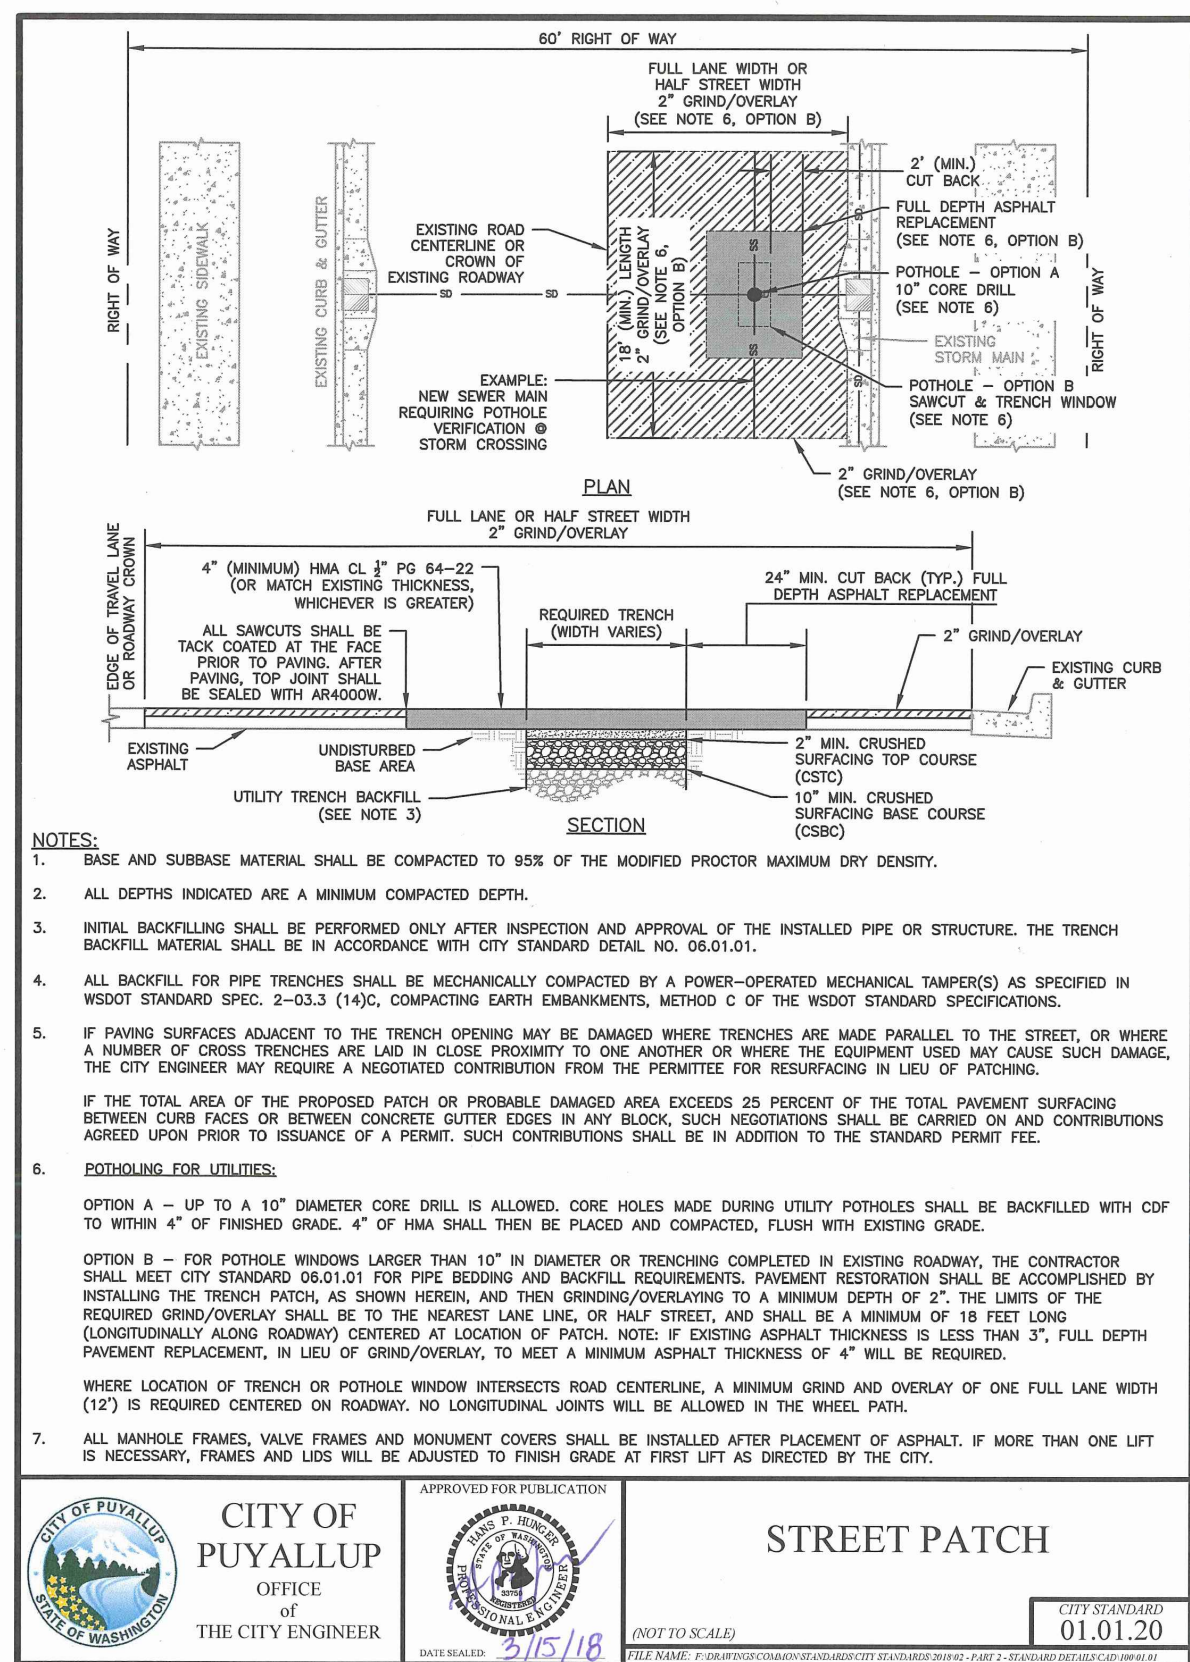 60' RIGHT OF WAY
FULL LANE WIDTH OR
HALF STREET WIDTH
2" GRIND/OVERLAY
(SEE NOTE 6, OPTION B)
2' (MIN.)
CUT BACK
FULL DEPTH ASPHALT
REPLACEMENT
(SEE NOTE 6, OPTION B)
POTHOLE – OPTION A
10" CORE DRILL
(SEE NOTE 6)
EXISTING
STORM MAIN
POTHOLE – OPTION B
SAWCUT & TRENCH WINDOW
(SEE NOTE 6)
2" GRIND/OVERLAY
(SEE NOTE 6, OPTION B)
RIGHT OF WAY
EXISTING SIDEWALK
EXISTING CURB & GUTTER
EXISTING ROAD
CENTERLINE OR
CROWN OF
EXISTING ROADWAY
SD
SD
18' (MIN.) LENGTH
2" GRIND/OVERLAY
(SEE NOTE 6,
OPTION B)
SS
SS
SD
SD
RIGHT OF WAY
EXAMPLE:
NEW SEWER MAIN
REQUIRING POTHOLE
VERIFICATION @
STORM CROSSING
PLAN
FULL LANE OR HALF STREET WIDTH
2" GRIND/OVERLAY
EDGE OF TRAVEL LANE
OR ROADWAY CROWN
4" (MINIMUM) HMA CL ½" PG 64–22
(OR MATCH EXISTING THICKNESS,
WHICHEVER IS GREATER)
ALL SAWCUTS SHALL BE
TACK COATED AT THE FACE
PRIOR TO PAVING. AFTER
PAVING, TOP JOINT SHALL
BE SEALED WITH AR4000W.
REQUIRED TRENCH
(WIDTH VARIES)
24" MIN. CUT BACK (TYP.) FULL
DEPTH ASPHALT REPLACEMENT
2" GRIND/OVERLAY
EXISTING CURB
& GUTTER
EXISTING
ASPHALT
UNDISTURBED
BASE AREA
UTILITY TRENCH BACKFILL
(SEE NOTE 3)
2" MIN. CRUSHED
SURFACING TOP COURSE
(CSTC)
10" MIN. CRUSHED
SURFACING BASE COURSE
(CSBC)
SECTION
NOTES:
1. BASE AND SUBBASE MATERIAL SHALL BE COMPACTED TO 95% OF THE MODIFIED PROCTOR MAXIMUM DRY DENSITY.
2. ALL DEPTHS INDICATED ARE A MINIMUM COMPACTED DEPTH.
3. INITIAL BACKFILLING SHALL BE PERFORMED ONLY AFTER INSPECTION AND APPROVAL OF THE INSTALLED PIPE OR STRUCTURE. THE TRENCH
BACKFILL MATERIAL SHALL BE IN ACCORDANCE WITH CITY STANDARD DETAIL NO. 06.01.01.
4. ALL BACKFILL FOR PIPE TRENCHES SHALL BE MECHANICALLY COMPACTED BY A POWER–OPERATED MECHANICAL TAMPER(S) AS SPECIFIED IN
WSDOT STANDARD SPEC. 2–03.3 (14)C, COMPACTING EARTH EMBANKMENTS, METHOD C OF THE WSDOT STANDARD SPECIFICATIONS.
5. IF PAVING SURFACES ADJACENT TO THE TRENCH OPENING MAY BE DAMAGED WHERE TRENCHES ARE MADE PARALLEL TO THE STREET, OR WHERE
A NUMBER OF CROSS TRENCHES ARE LAID IN CLOSE PROXIMITY TO ONE ANOTHER OR WHERE THE EQUIPMENT USED MAY CAUSE SUCH DAMAGE,
THE CITY ENGINEER MAY REQUIRE A NEGOTIATED CONTRIBUTION FROM THE PERMITTEE FOR RESURFACING IN LIEU OF PATCHING.
IF THE TOTAL AREA OF THE PROPOSED PATCH OR PROBABLE DAMAGED AREA EXCEEDS 25 PERCENT OF THE TOTAL PAVEMENT SURFACING
BETWEEN CURB FACES OR BETWEEN CONCRETE GUTTER EDGES IN ANY BLOCK, SUCH NEGOTIATIONS SHALL BE CARRIED ON AND CONTRIBUTIONS
AGREED UPON PRIOR TO ISSUANCE OF A PERMIT. SUCH CONTRIBUTIONS SHALL BE IN ADDITION TO THE STANDARD PERMIT FEE.
6. POTHOLING FOR UTILITIES:
OPTION A – UP TO A 10" DIAMETER CORE DRILL IS ALLOWED. CORE HOLES MADE DURING UTILITY POTHOLES SHALL BE BACKFILLED WITH CDF
TO WITHIN 4" OF FINISHED GRADE. 4" OF HMA SHALL THEN BE PLACED AND COMPACTED, FLUSH WITH EXISTING GRADE.
OPTION B – FOR POTHOLE WINDOWS LARGER THAN 10" IN DIAMETER OR TRENCHING COMPLETED IN EXISTING ROADWAY, THE CONTRACTOR
SHALL MEET CITY STANDARD 06.01.01 FOR PIPE BEDDING AND BACKFILL REQUIREMENTS. PAVEMENT RESTORATION SHALL BE ACCOMPLISHED BY
INSTALLING THE TRENCH PATCH, AS SHOWN HEREIN, AND THEN GRINDING/OVERLAYING TO A MINIMUM DEPTH OF 2". THE LIMITS OF THE
REQUIRED GRIND/OVERLAY SHALL BE TO THE NEAREST LANE LINE, OR HALF STREET, AND SHALL BE A MINIMUM OF 18 FEET LONG
(LONGITUDINALLY ALONG ROADWAY) CENTERED AT LOCATION OF PATCH. NOTE: IF EXISTING ASPHALT THICKNESS IS LESS THAN 3", FULL DEPTH
PAVEMENT REPLACEMENT, IN LIEU OF GRIND/OVERLAY, TO MEET A MINIMUM ASPHALT THICKNESS OF 4" WILL BE REQUIRED.
WHERE LOCATION OF TRENCH OR POTHOLE WINDOW INTERSECTS ROAD CENTERLINE, A MINIMUM GRIND AND OVERLAY OF ONE FULL LANE WIDTH
(12') IS REQUIRED CENTERED ON ROADWAY. NO LONGITUDINAL JOINTS WILL BE ALLOWED IN THE WHEEL PATH.
7. ALL MANHOLE FRAMES, VALVE FRAMES AND MONUMENT COVERS SHALL BE INSTALLED AFTER PLACEMENT OF ASPHALT. IF MORE THAN ONE LIFT
IS NECESSARY, FRAMES AND LIDS WILL BE ADJUSTED TO FINISH GRADE AT FIRST LIFT AS DIRECTED BY THE CITY.
CITY OF PUYALLUP
STATE OF WASHINGTON
CITY OF
PUYALLUP
OFFICE
of
THE CITY ENGINEER
APPROVED FOR PUBLICATION
HANS P. HUNGER
STATE OF WASHINGTON
33755
REGISTERED
PROFESSIONAL ENGINEER
DATE SEALED: 3/15/18
STREET PATCH
(NOT TO SCALE)
CITY STANDARD
01.01.20
FILE NAME: F:\DRAWINGS\COMMON\STANDARDS\CITY STANDARDS\2018\02 - PART 2 - STANDARD DETAILS\CAD\100\01.01